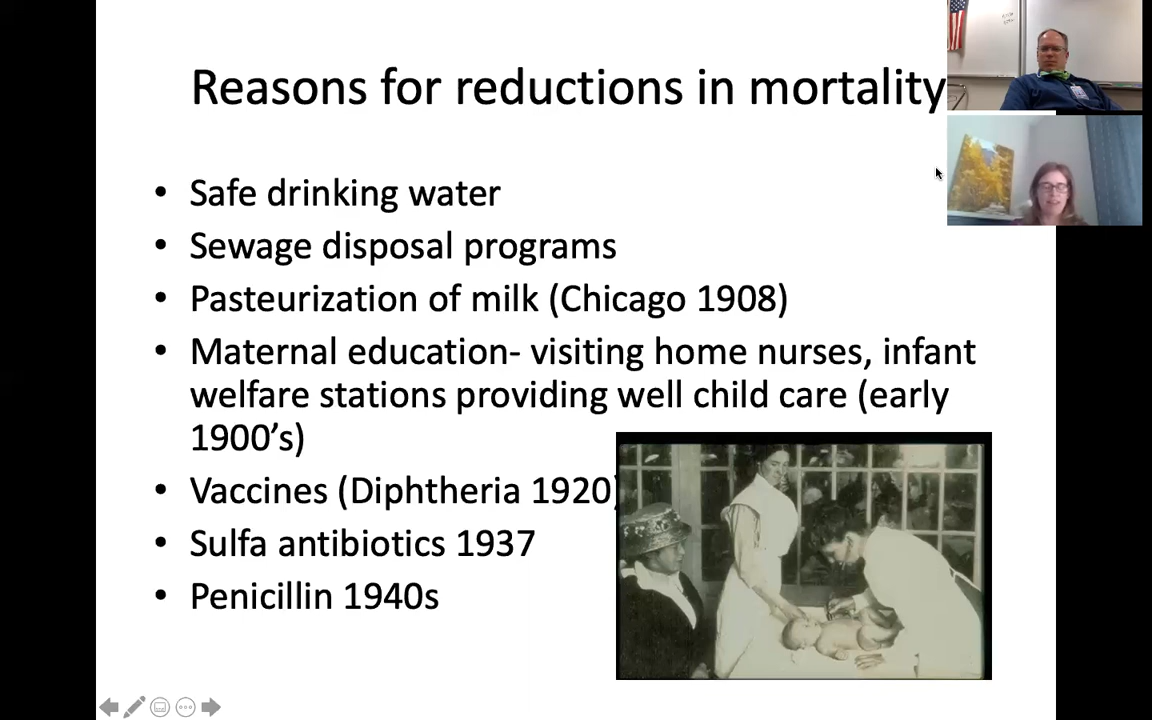 Reasons for reductions in mortality
• Safe drinking water
• Sewage disposal programs
• Pasteurization of milk (Chicago 1908)
• Maternal education- visiting home nurses, infant
welfare stations providing well child care (early
1900’s)
• Vaccines (Diphtheria 1920)
• Sulfa antibiotics 1937
• Penicillin 1940s